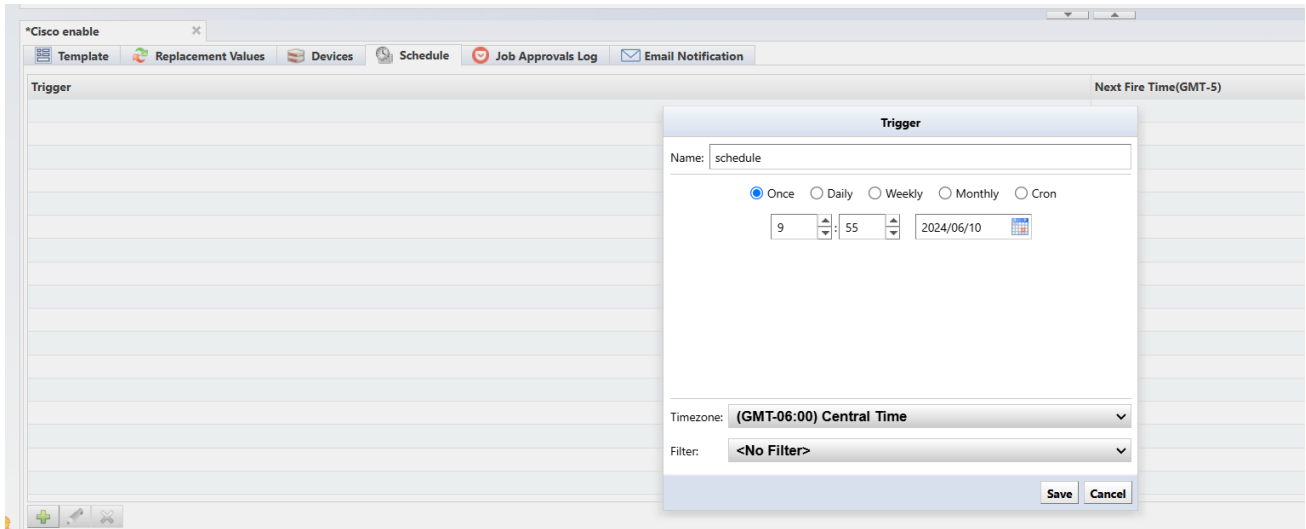 *Cisco enable
Template Replacement Values Devices Schedule Job Approvals Log Email Notification
Trigger Next Fire Time(GMT-5)
Trigger
Name: schedule
Once Daily Weekly Monthly Cron
9 : 55 2024/06/10
Timezone: (GMT-06:00) Central Time
Filter: <No Filter>
Save Cancel